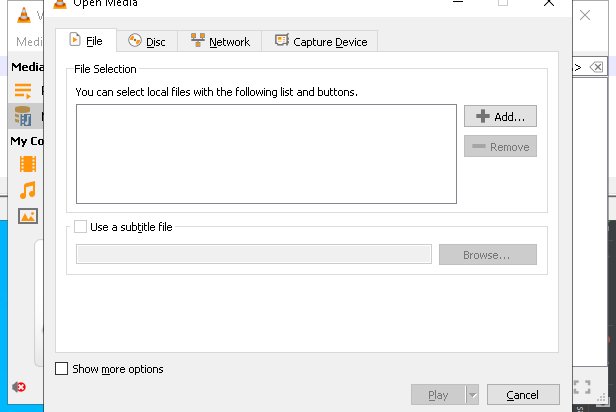 Open Media
Medi
File
Disc
Network
Capture Device
Media
File Selection
You can select local files with the following list and buttons.
Add...
Remove
My Co
Use a subtitle file
Browse...
Show more options
Play
Cancel